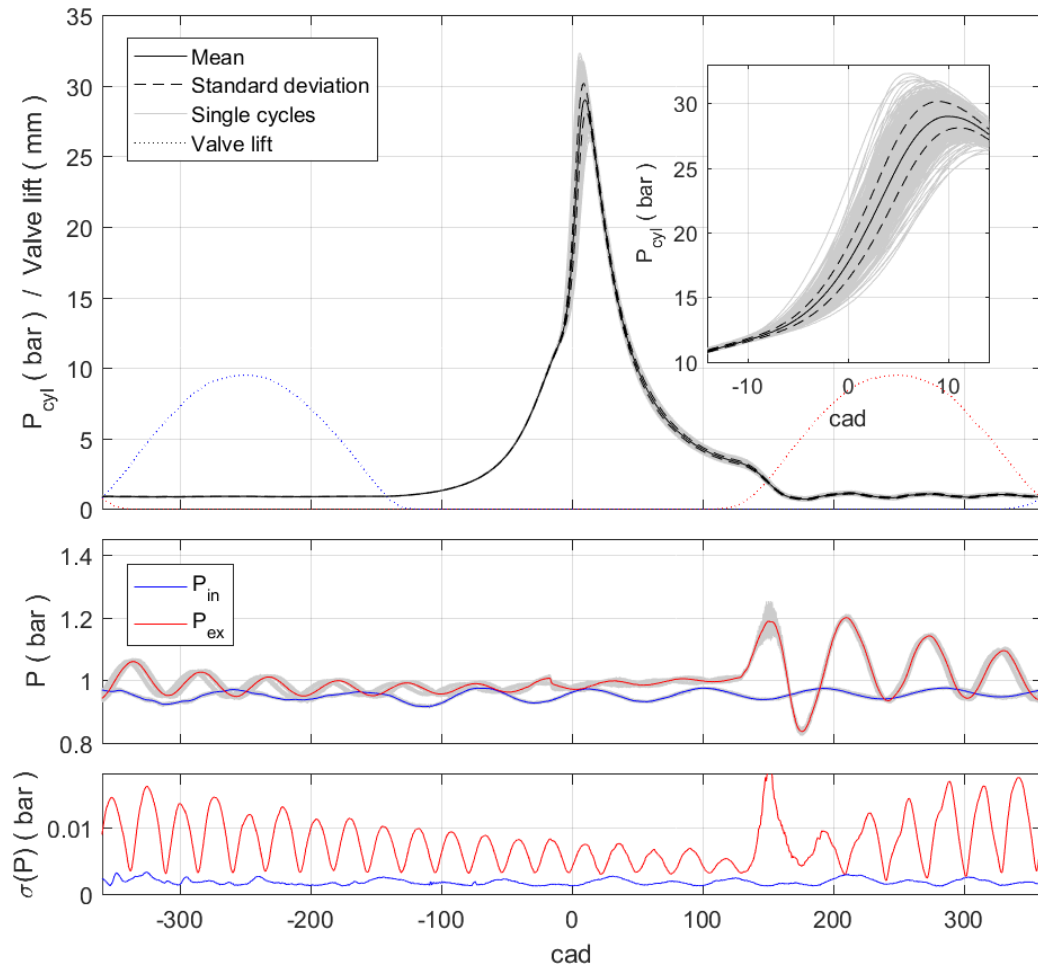 35
30
25
20
15
10
5
0
P_cyl ( bar ) / Valve lift ( mm )
Mean
Standard deviation
Single cycles
Valve lift
30
25
20
15
10
P_cyl ( bar )
-10 0 10
cad
1.4
1.2
1
0.8
P ( bar )
P_in
P_ex
0.01
0
σ(P) ( bar )
-300 -200 -100 0 100 200 300
cad